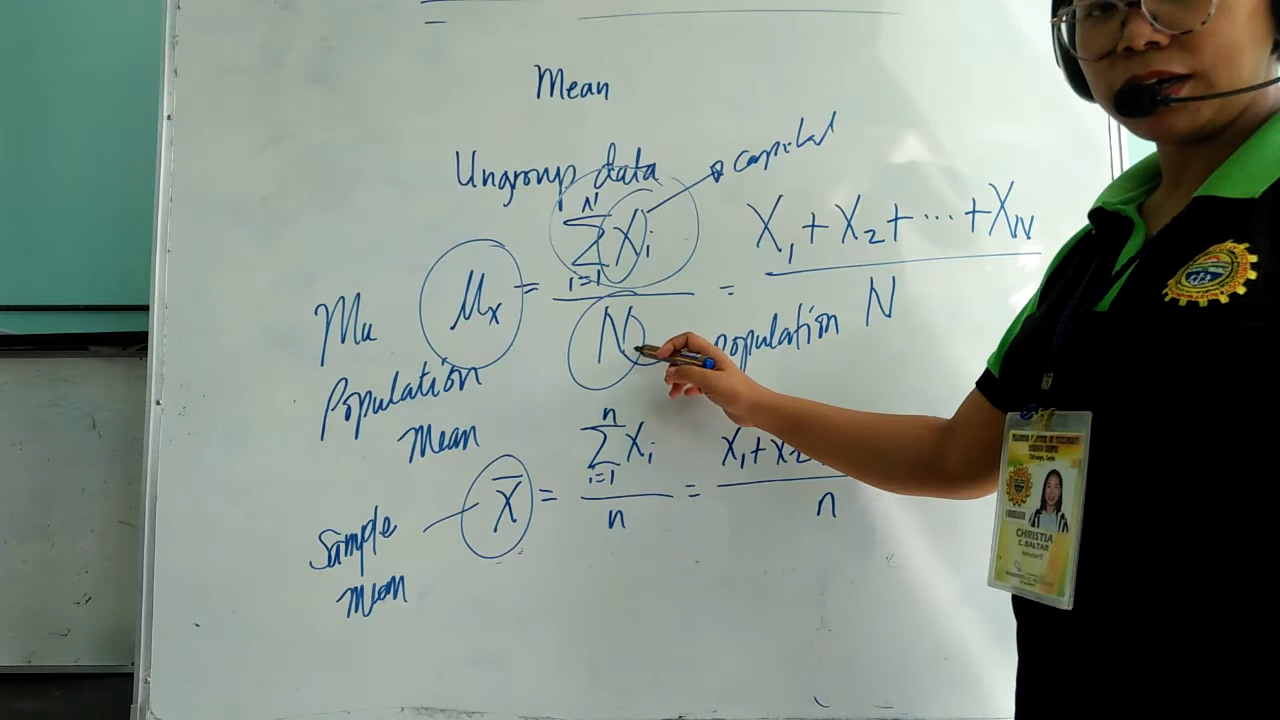 Mean
Ungroup data
capital
Mu μx = N Σ i=1 Xi / N = X1 + X2 + ... + XN / N
population N
Population
Mean
X̄ = n Σ i=1 Xi / n = X1 + X2 / n
Sample
mean
CHRISTIA
C. BALTAR